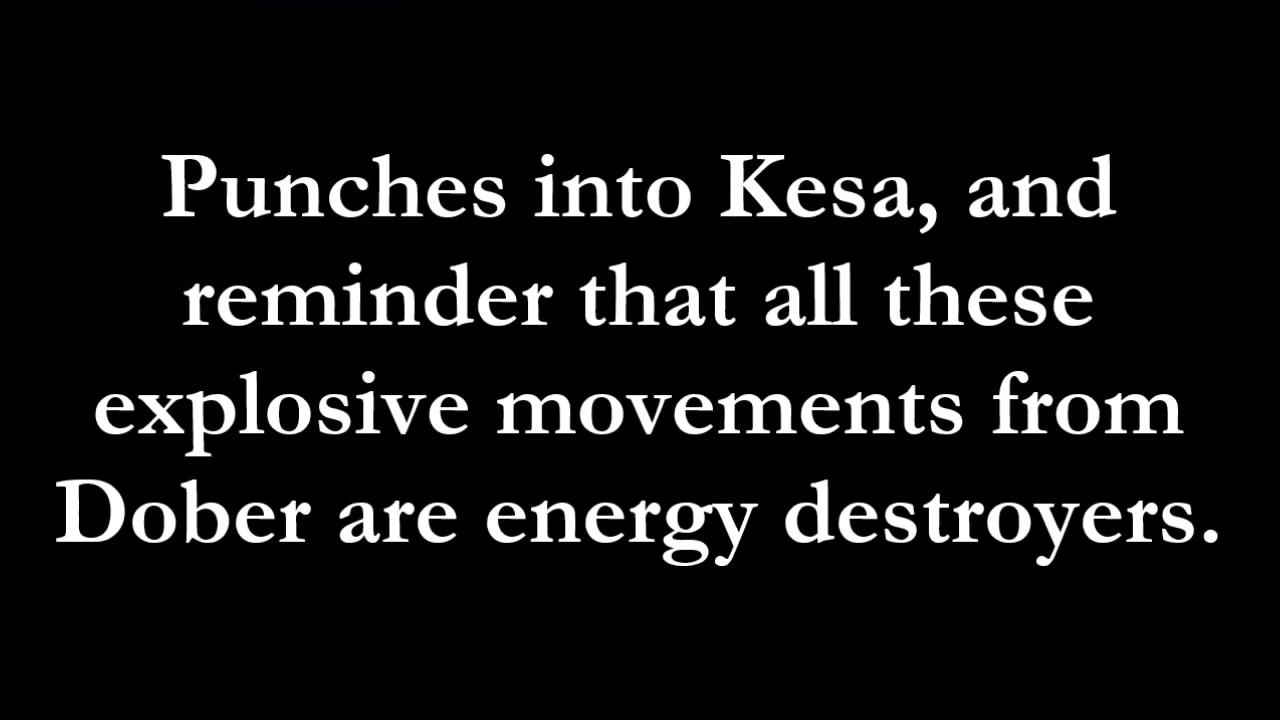 Punches into Kesa, and
reminder that all these
explosive movements from
Dober are energy destroyers.